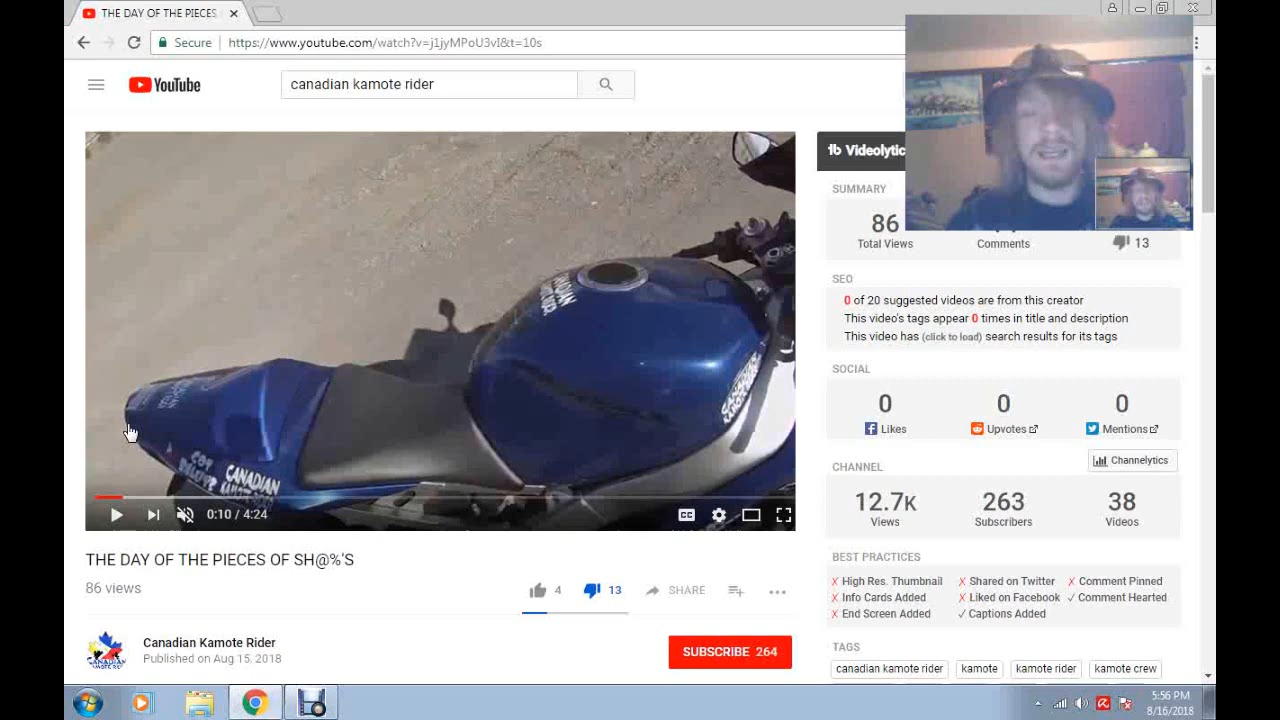 THE DAY OF THE PIECES
Secure
https://www.youtube.com/watch?v=j1jyMPoU3vI&t=10s
YouTube
canadian kamote rider
CANADIAN
CANADIAN
0:10 / 4:24
CC
THE DAY OF THE PIECES OF SH@%'S
86 views
4
13
SHARE
Canadian Kamote Rider
Published on Aug 15, 2018
SUBSCRIBE 264
tb Videolytic
SUMMARY
86
Total Views
Comments
13
SEO
0 of 20 suggested videos are from this creator
This video's tags appear 0 times in title and description
This video has (click to load) search results for its tags
SOCIAL
0 0 0
Likes Upvotes Mentions
Channelytics
CHANNEL
12.7K 263 38
Views Subscribers Videos
BEST PRACTICES
High Res. Thumbnail Shared on Twitter Comment Pinned
Info Cards Added Liked on Facebook Comment Hearted
End Screen Added Captions Added
TAGS
canadian kamote rider kamote kamote rider kamote crew
5:56 PM
8/16/2018